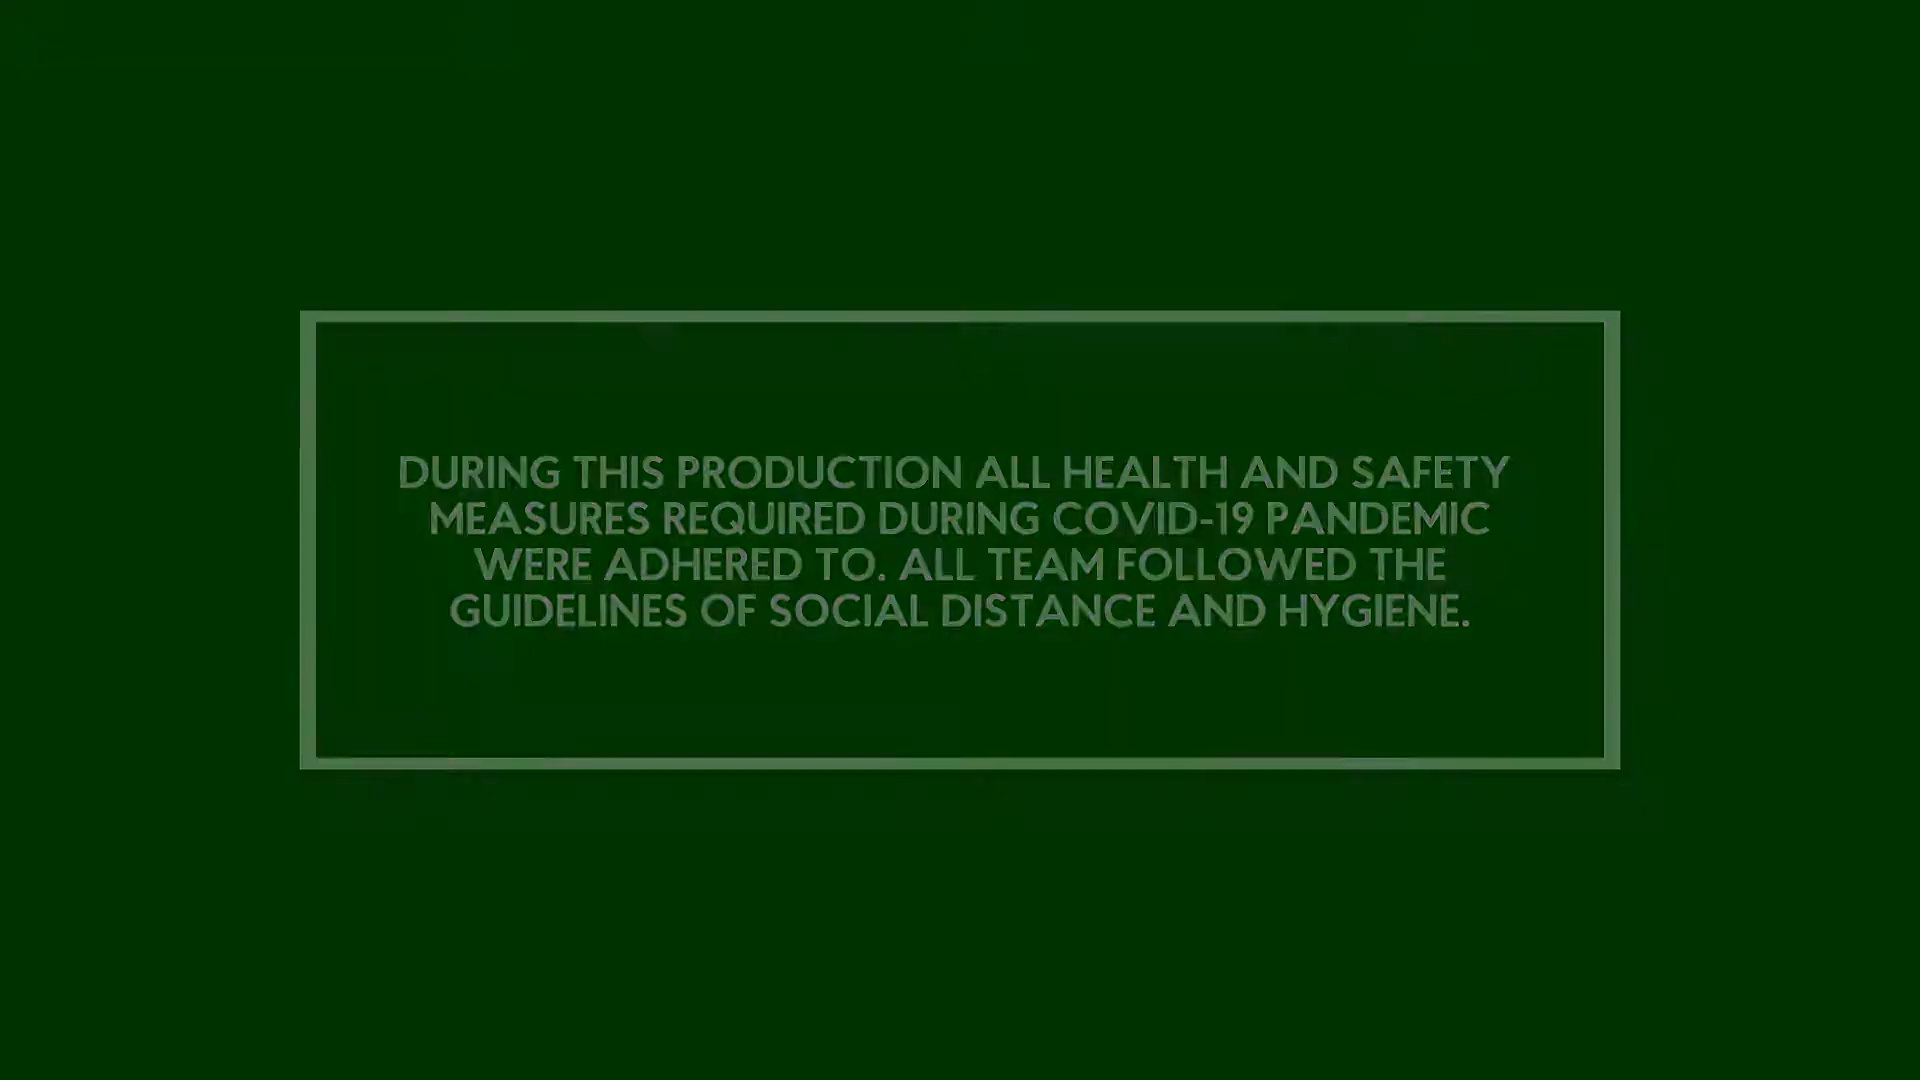 DURING THIS PRODUCTION ALL HEALTH AND SAFETY
MEASURES REQUIRED DURING COVID-19 PANDEMIC
WERE ADHERED TO. ALL TEAM FOLLOWED THE
GUIDELINES OF SOCIAL DISTANCE AND HYGIENE.